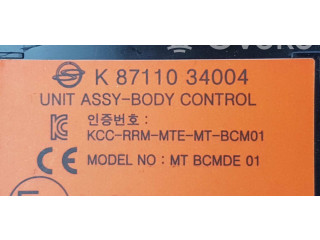 K 87110 34004
UNIT ASSY-BODY CONTROL
인증번호 :
KCC-RRM-MTE-MT-BCM01
MODEL NO : MT BCMDE 01